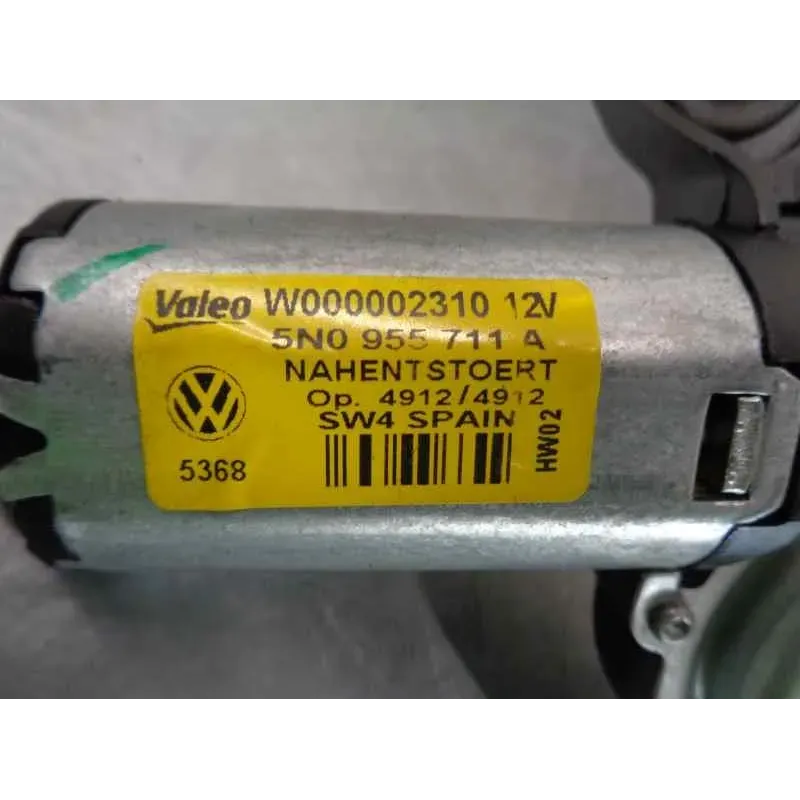 Valeo W000002310 12V
5N0 955 711 A
NAHENTSTOERT
Op. 4912/4912
SW4 SPAIN
HW02
5368